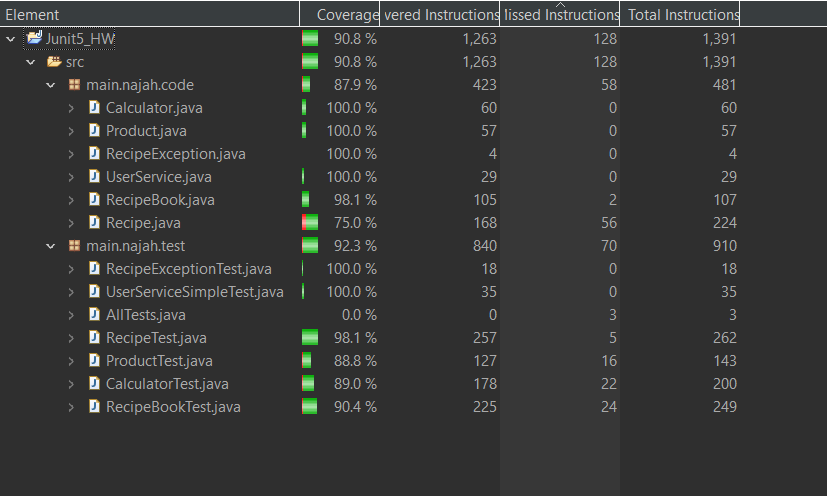 Element Coverage vered Instructions lissed Instructions Total Instructions
Junit5_HW 90.8 % 1,263 128 1,391
src 90.8 % 1,263 128 1,391
main.najah.code 87.9 % 423 58 481
Calculator.java 100.0 % 60 0 60
Product.java 100.0 % 57 0 57
RecipeException.java 100.0 % 4 0 4
UserService.java 100.0 % 29 0 29
RecipeBook.java 98.1 % 105 2 107
Recipe.java 75.0 % 168 56 224
main.najah.test 92.3 % 840 70 910
RecipeExceptionTest.java 100.0 % 18 0 18
UserServiceSimpleTest.java 100.0 % 35 0 35
AllTests.java 0.0 % 0 3 3
RecipeTest.java 98.1 % 257 5 262
ProductTest.java 88.8 % 127 16 143
CalculatorTest.java 89.0 % 178 22 200
RecipeBookTest.java 90.4 % 225 24 249